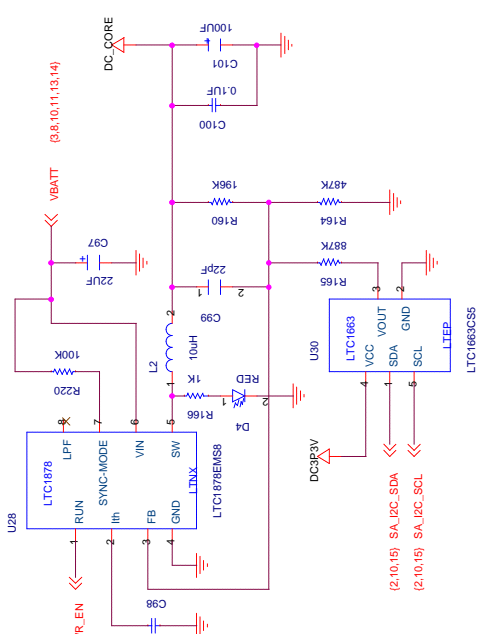 DC_CORE
100UF
C101
0.1UF
C100
{3,8,10,11,13,14}
VBATT
C97
22UF
196K
R160
487K
R164
887K
R165
22pF
1
2
C99
2
10uH
L2
1
100K
R220
1K
R166
RED
1
2
D4
U30
LTC1663
VCC
VOUT
GND
SDA
SCL
LTEP
LTC1663CS5
3
2
4
1
5
DC3P3V
{2,10,15} SA_I2C_SDA
{2,10,15} SA_I2C_SCL
U28
LTC1878
8
7
6
5
LPF
SYNC-MODE
VIN
SW
RUN
Ith
FB
GND
LTNX
LTC1878EMS8
1
2
3
4
R_EN
C98